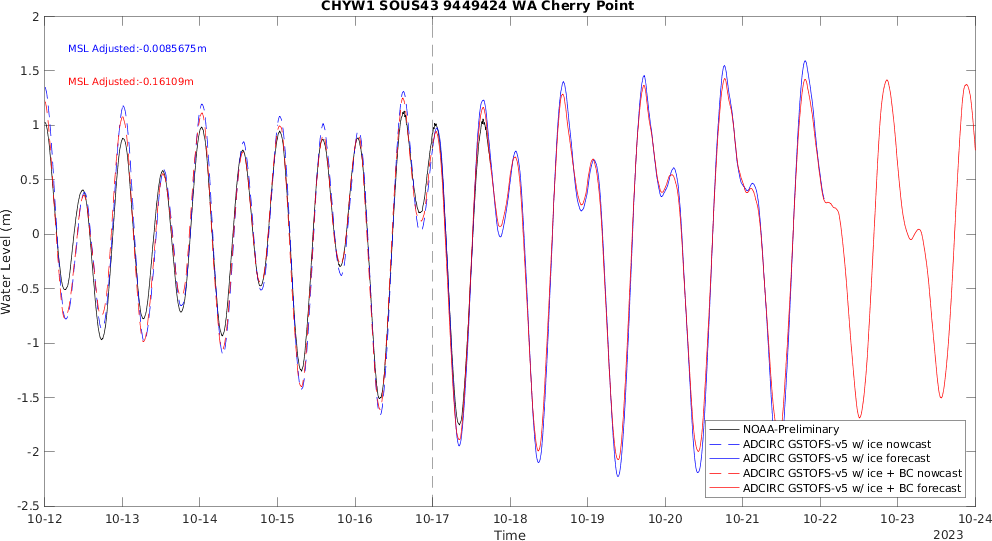 CHYW1 SOUS43 9449424 WA Cherry Point
MSL Adjusted:-0.0085675m
MSL Adjusted:-0.16109m
Water Level (m)
2
1.5
1
0.5
0
-0.5
-1
-1.5
-2
-2.5
NOAA-Preliminary
ADCIRC GSTOFS-v5 w/ ice nowcast
ADCIRC GSTOFS-v5 w/ ice forecast
ADCIRC GSTOFS-v5 w/ ice + BC nowcast
ADCIRC GSTOFS-v5 w/ ice + BC forecast
10-12 10-13 10-14 10-15 10-16 10-17 10-18 10-19 10-20 10-21 10-22 10-23 10-24
Time
2023